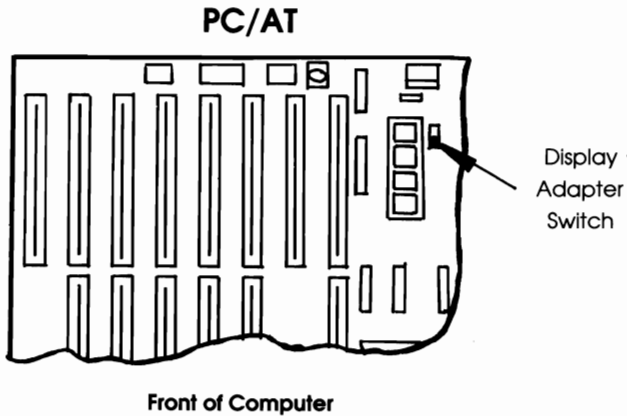 PC/AT
Display
Adapter
Switch
Front of Computer